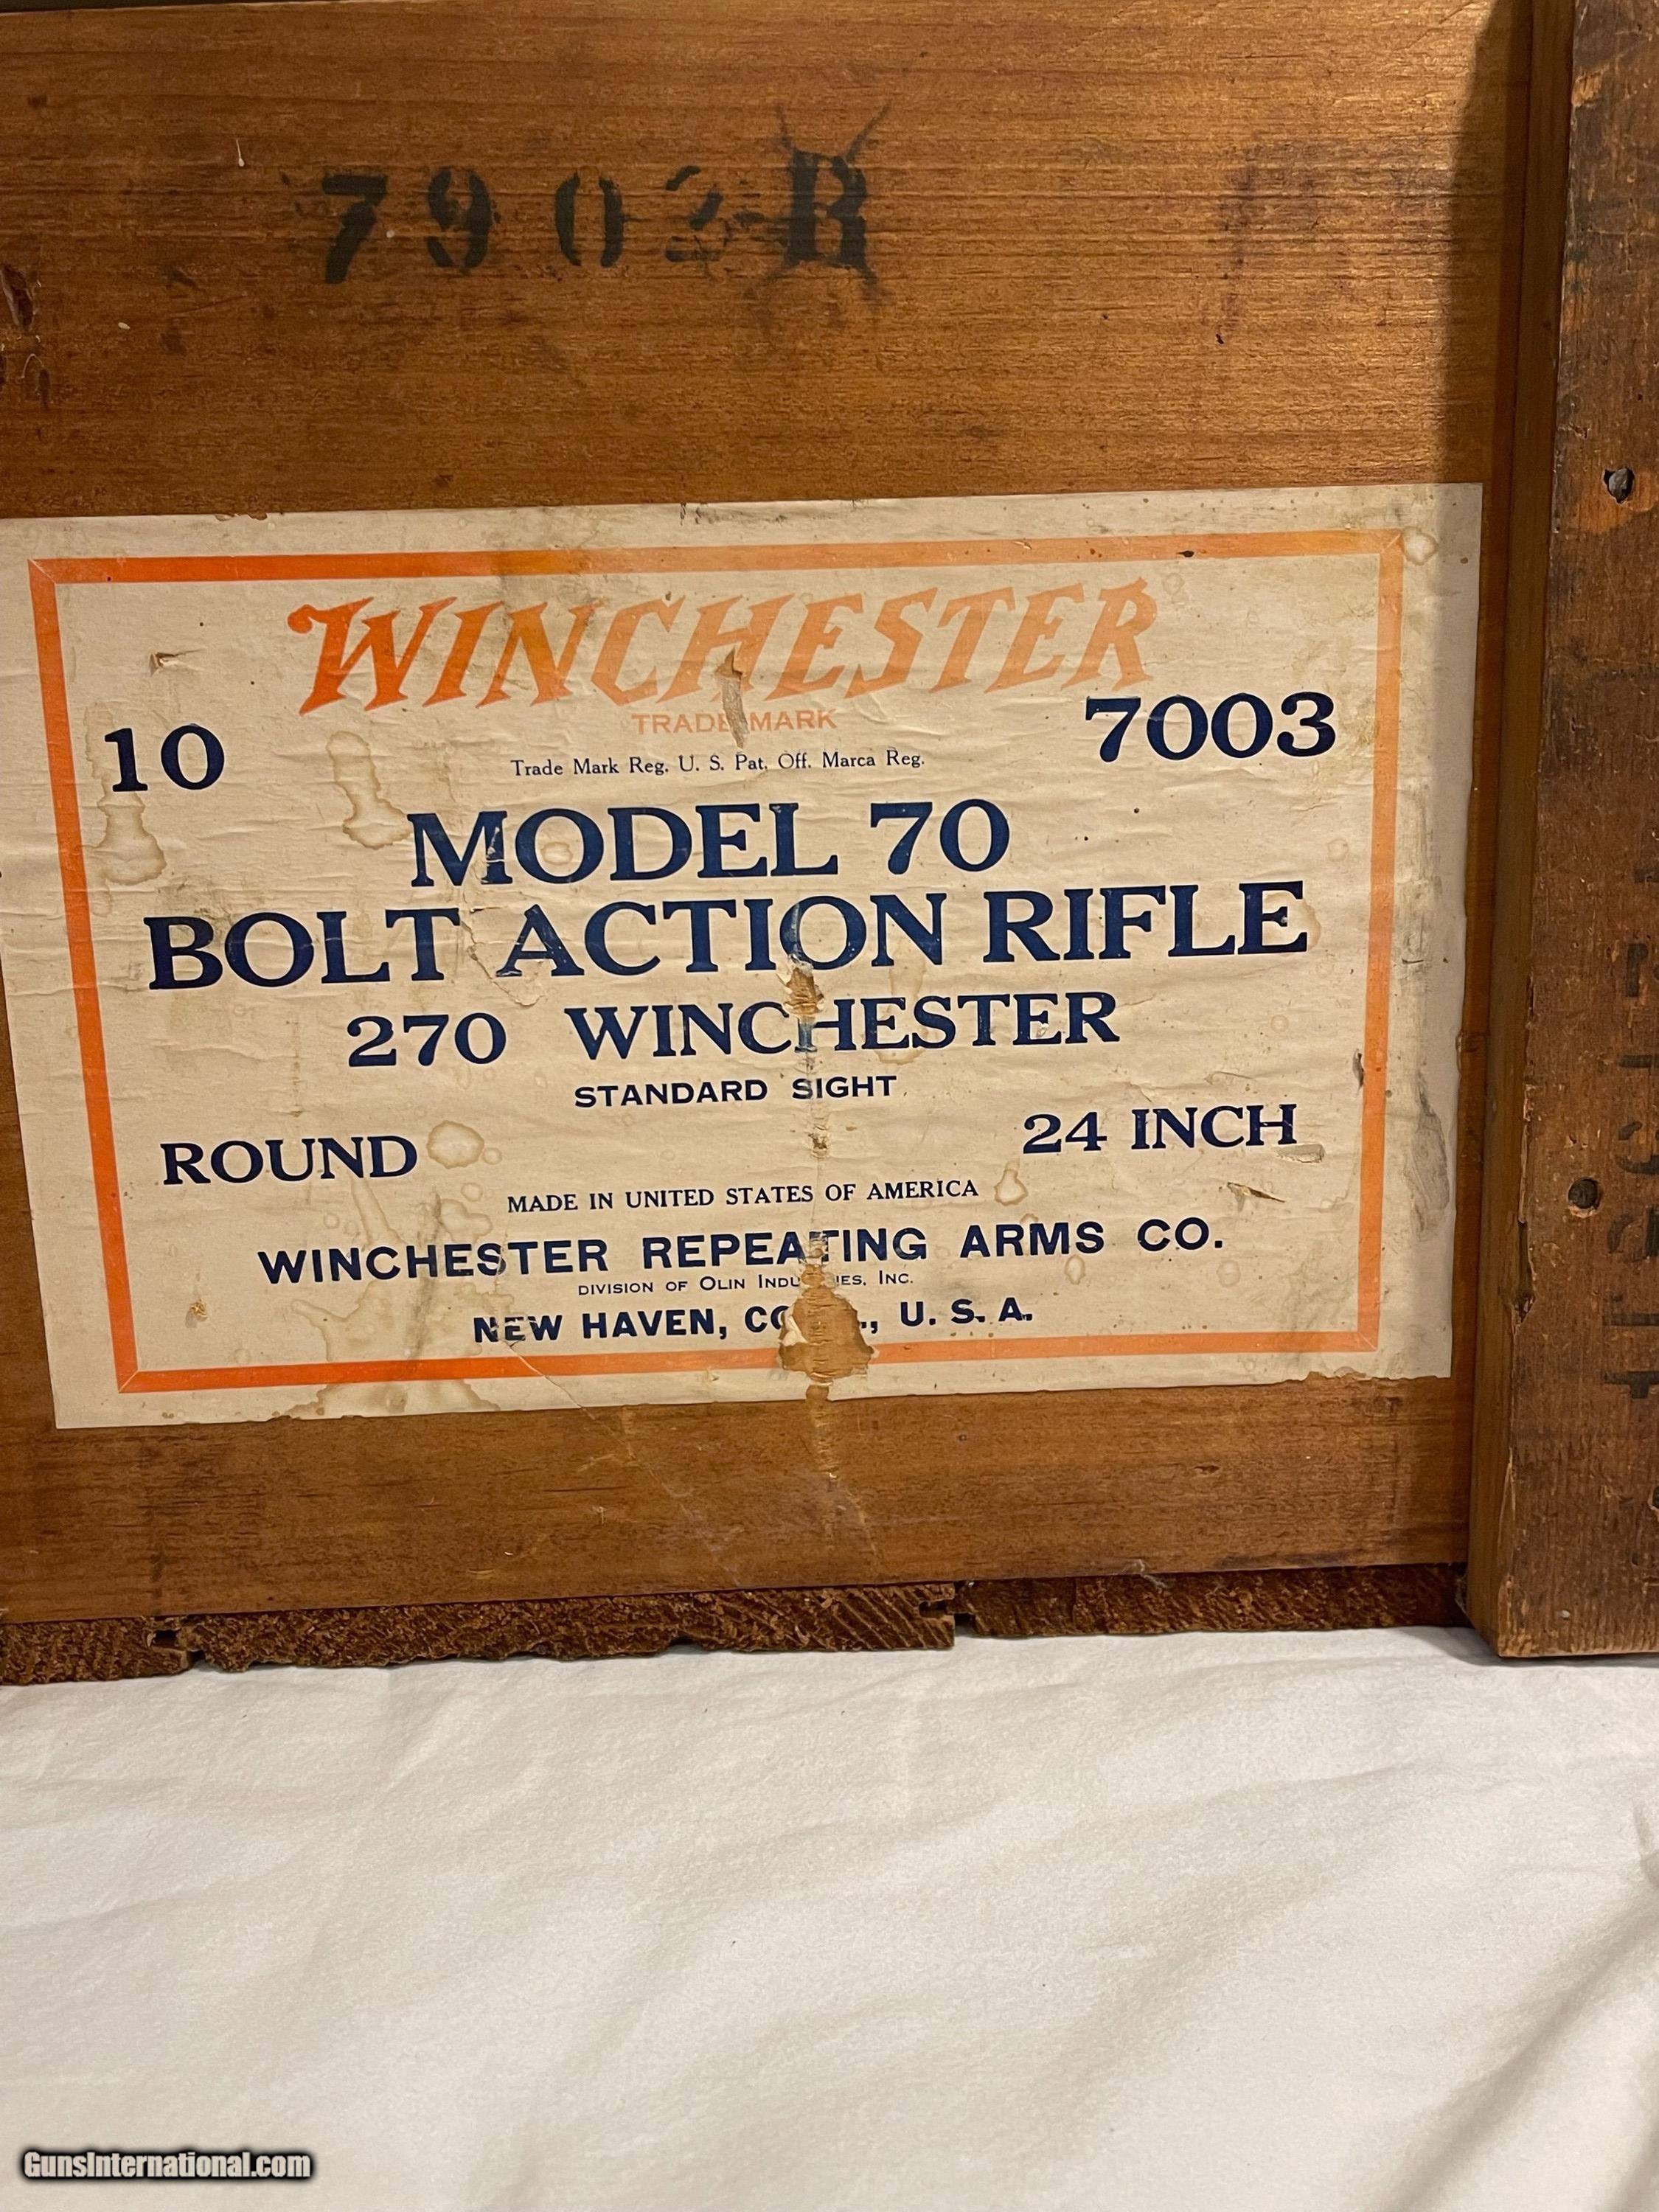 7902B
WINCHESTER
TRADE MARK
10 7003
Trade Mark Reg. U. S. Pat. Off. Marca Reg.
MODEL 70
BOLT ACTION RIFLE
270 WINCHESTER
STANDARD SIGHT
ROUND 24 INCH
MADE IN UNITED STATES OF AMERICA
WINCHESTER REPEATING ARMS CO.
DIVISION OF OLIN INDUSTRIES, INC.
NEW HAVEN, U. S. A.
GunsInternational.com